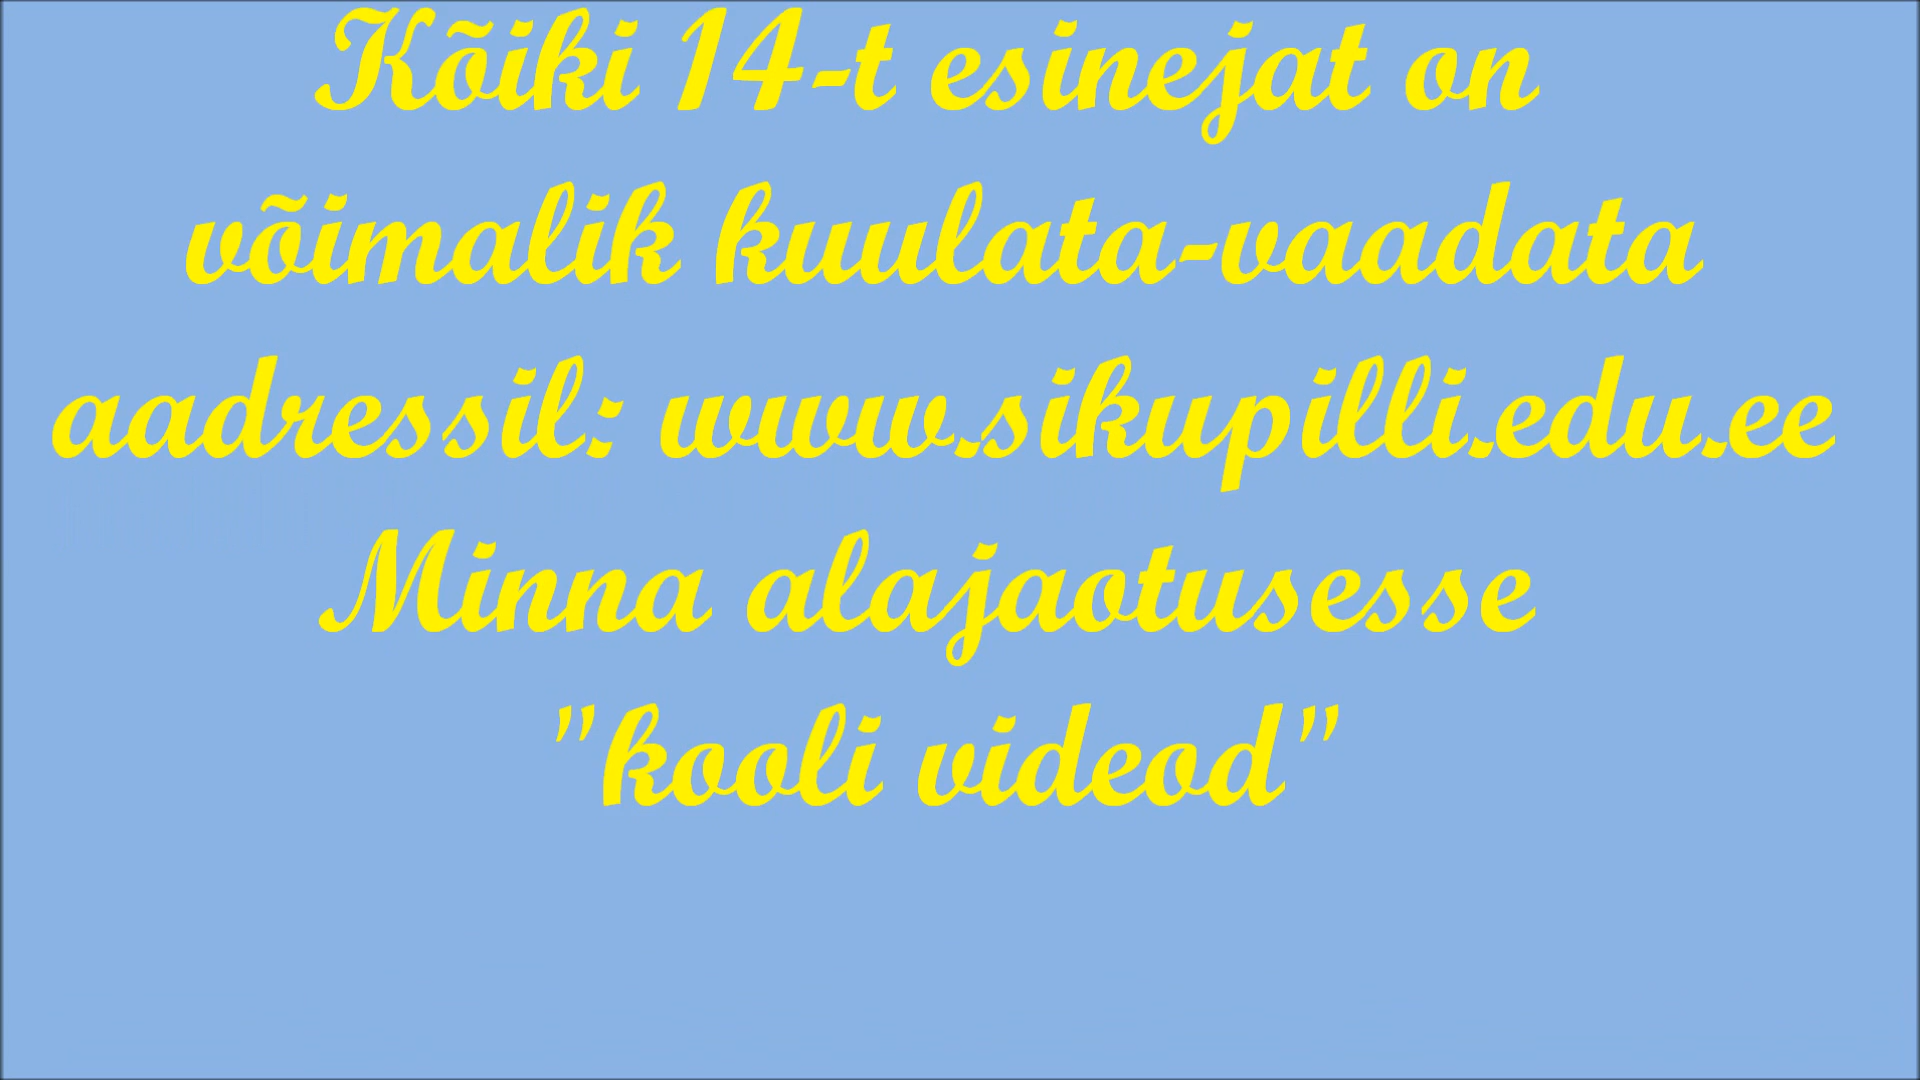 Kõiki 14-t esinejat on
võimalik kuulata-vaadata
aadressil: www.sikupilli.edu.ee
Minna alajaotusesse
"kooli videod"